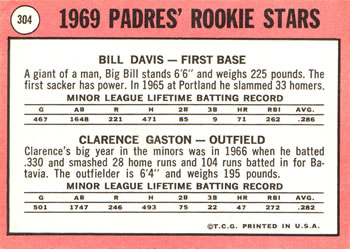 304
1969 PADRES' ROOKIE STARS
BILL DAVIS — FIRST BASE
A giant of a man, Big Bill stands 6'6" and weighs 225 pounds. The
first sacker has power. In 1965 at Portland he slammed 33 homers.
MINOR LEAGUE LIFETIME BATTING RECORD
G AB R H 2B 3B HR RBI AVG.
467 1648 221 471 85 9 71 262 .286
CLARENCE GASTON — OUTFIELD
Clarence's big year in the minors was in 1966 when he batted
.330 and smashed 28 home runs and 104 runs batted in for Ba-
tavia. The outfielder is 6'4" and weighs 195 pounds.
MINOR LEAGUE LIFETIME BATTING RECORD
G AB R H 2B 3B HR RBI AVG.
501 1747 246 493 75 22 47 272 .282
©T.C.G. PRINTED IN U.S.A.